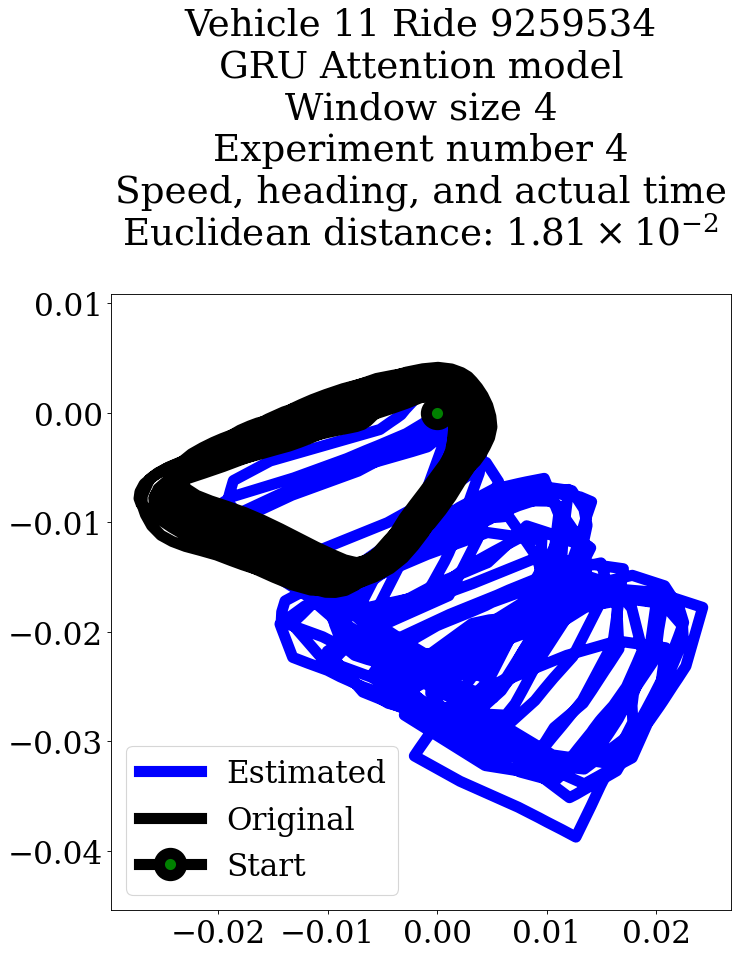 Vehicle 11 Ride 9259534
GRU Attention model
Window size 4
Experiment number 4
Speed, heading, and actual time
Euclidean distance: 1.81 × 10⁻²
0.01
0.00
−0.01
−0.02
−0.03
−0.04
Estimated
Original
Start
−0.02 −0.01 0.00 0.01 0.02